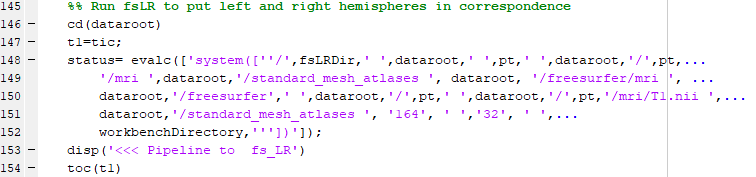 145 %% Run fsLR to put left and right hemispheres in correspondence
146 – cd(dataroot)
147 – t1=tic;
148 – status= evalc(['system([''/',fsLRDir,' ',dataroot,' ',pt,' ',dataroot,'/',pt,...
149 '/mri ',dataroot,'/standard_mesh_atlases ', dataroot, '/freesurfer/mri ', ...
150 dataroot,'/freesurfer',' ',dataroot,'/',pt,' ',dataroot,'/',pt,'/mri/T1.nii ',...
151 dataroot,'/standard_mesh_atlases ', '164', ' ','32', ' ',...
152 workbenchDirectory,'''])']);
153 – disp('<<< Pipeline to  fs_LR')
154 – toc(t1)